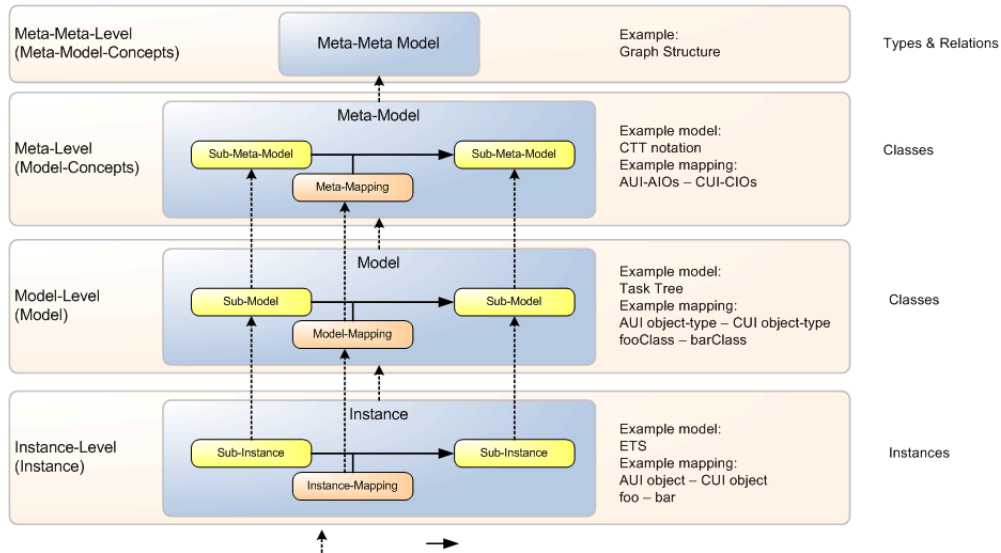 Meta-Meta-Level
(Meta-Model-Concepts)
Meta-Meta Model
Example:
Graph Structure
Types & Relations
Meta-Level
(Model-Concepts)
Meta-Model
Sub-Meta-Model
Sub-Meta-Model
Meta-Mapping
Example model:
CTT notation
Example mapping:
AUI-AIOs – CUI-CIOs
Classes
Model-Level
(Model)
Model
Sub-Model
Sub-Model
Model-Mapping
Example model:
Task Tree
Example mapping:
AUI object-type – CUI object-type
fooClass – barClass
Classes
Instance-Level
(Instance)
Instance
Sub-Instance
Sub-Instance
Instance-Mapping
Example model:
ETS
Example mapping:
AUI object – CUI object
foo – bar
Instances